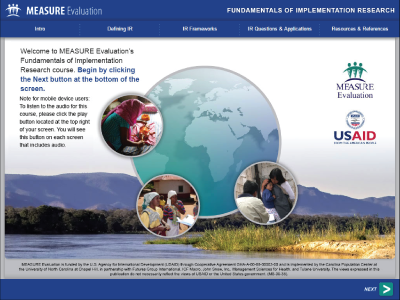 MEASURE Evaluation
FUNDAMENTALS OF IMPLEMENTATION RESEARCH
Intro
Defining IR
IR Frameworks
IR Questions & Applications
Resources & References
Welcome to MEASURE Evaluation's
Fundamentals of Implementation
Research course. Begin by clicking
the Next button at the bottom of the
screen.
Note for mobile device users:
To listen to the audio for this
course, please click the play
button located at the top right
of your screen. You will see
this button on each screen
that includes audio.
MEASURE
Evaluation
USAID
FROM THE AMERICAN PEOPLE
MEASURE Evaluation is funded by the U.S. Agency for International Development (USAID) through Cooperative Agreement and is implemented by the Carolina Population Center at
the University of North Carolina at Chapel Hill, in partnership with Futures Group International, ICF Macro, John Snow, Inc., Management Sciences for Health, and Tulane University. The views expressed in this
publication do not necessarily reflect the views of USAID or the United States government.
NEXT